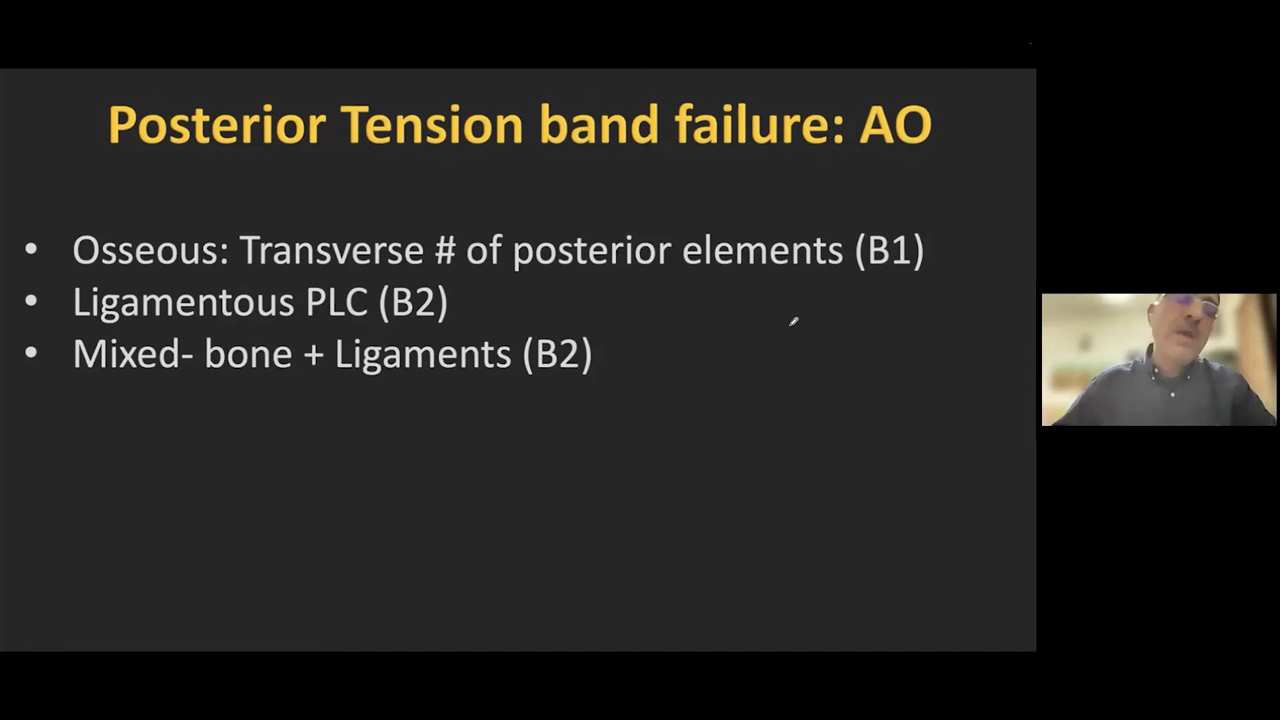 Posterior Tension band failure: AO
• Osseous: Transverse # of posterior elements (B1)
• Ligamentous PLC (B2)
• Mixed- bone + Ligaments (B2)